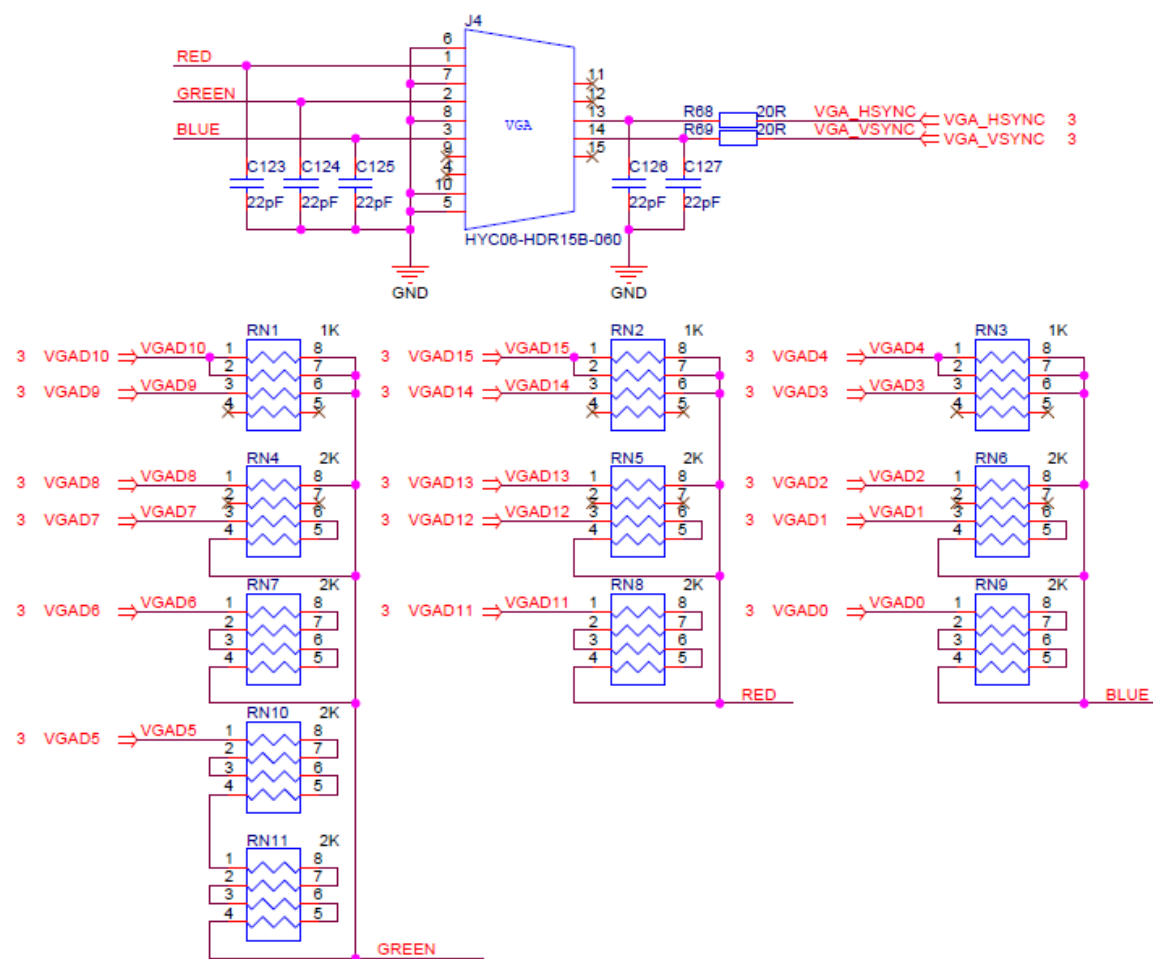 J4
RED
GREEN
BLUE
6
1
7
2
8
3
9
4
10
5
VGA
11
12
13
14
15
R68 20R VGA_HSYNC VGA_HSYNC 3
R69 20R VGA_VSYNC VGA_VSYNC 3
C123 C124 C125 C126 C127
22pF 22pF 22pF 22pF 22pF
HYC06-HDR15B-060
GND GND
RN1 1K RN2 1K RN3 1K
3 VGAD10 VGAD10 1 8 3 VGAD15 VGAD15 1 8 3 VGAD4 VGAD4 1 8
2 7 2 7 2 7
3 VGAD9 VGAD9 3 6 3 VGAD14 VGAD14 3 6 3 VGAD3 VGAD3 3 6
4 5 4 5 4 5
RN4 2K RN5 2K RN6 2K
3 VGAD8 VGAD8 1 8 3 VGAD13 VGAD13 1 8 3 VGAD2 VGAD2 1 8
2 7 2 7 2 7
3 VGAD7 VGAD7 3 6 3 VGAD12 VGAD12 3 6 3 VGAD1 VGAD1 3 6
4 5 4 5 4 5
RN7 2K RN8 2K RN9 2K
3 VGAD6 VGAD6 1 8 3 VGAD11 VGAD11 1 8 3 VGAD0 VGAD0 1 8
2 7 2 7 2 7
3 6 3 6 3 6
4 5 4 5 4 5
RED BLUE
RN10 2K
3 VGAD5 VGAD5 1 8
2 7
3 6
4 5
RN11 2K
1 8
2 7
3 6
4 5
GREEN